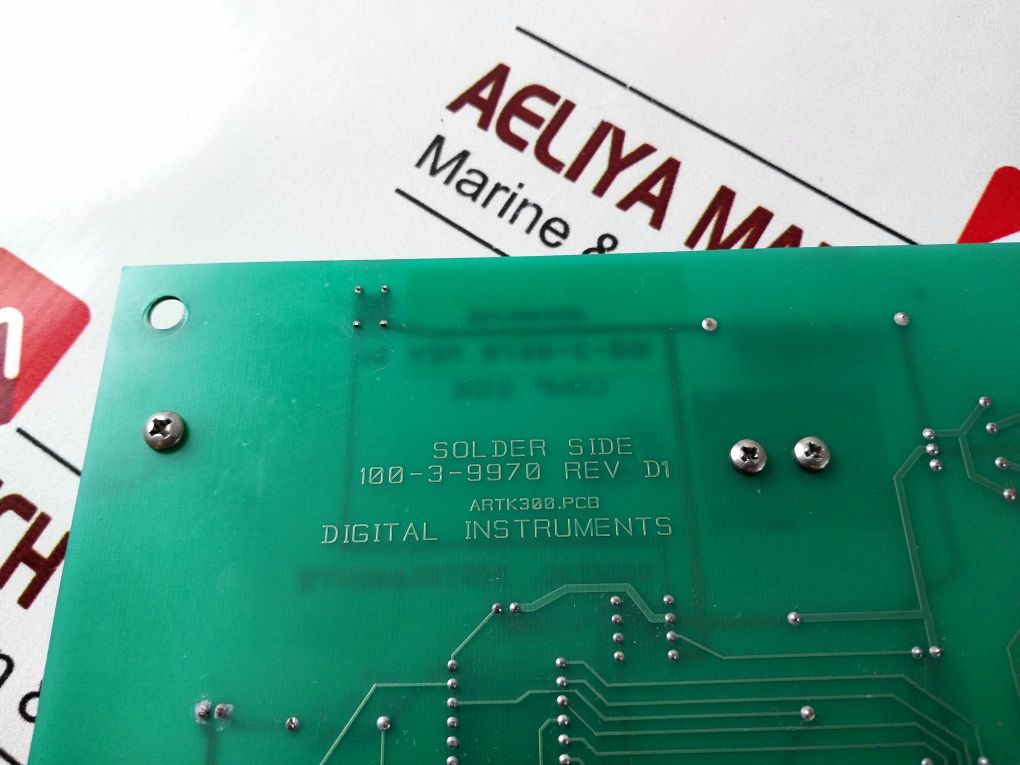 AELIYA MA
Marine &
SOLDER SIDE
100-3-9970 REV D1
ARTK300.PCB
DIGITAL INSTRUMENTS